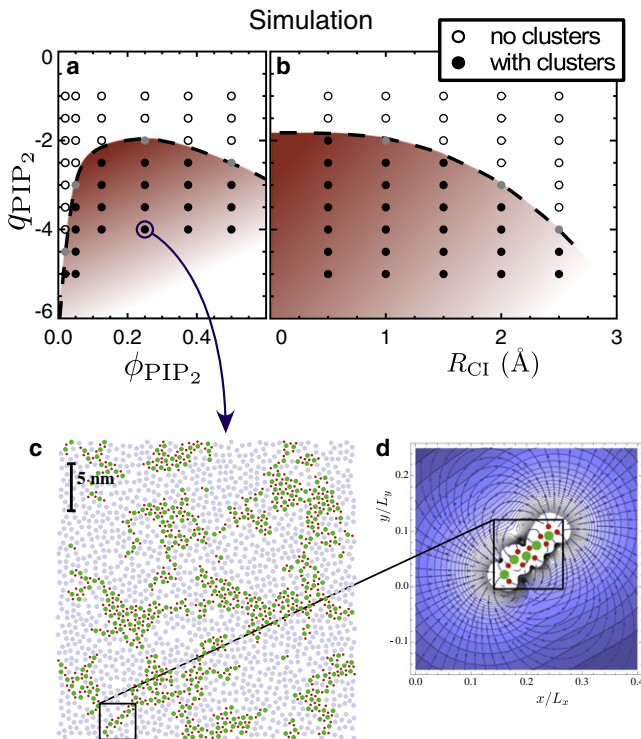 Simulation
no clusters
with clusters
a
b
0
-2
-4
-6
q_PIP2
0.0
0.2
0.4
0
1
2
3
ϕ_PIP2
R_CI (Å)
c
5 nm
d
y/L_y
0.2
0.1
0.0
-0.1
0.0
0.1
0.2
0.3
0.4
x/L_x